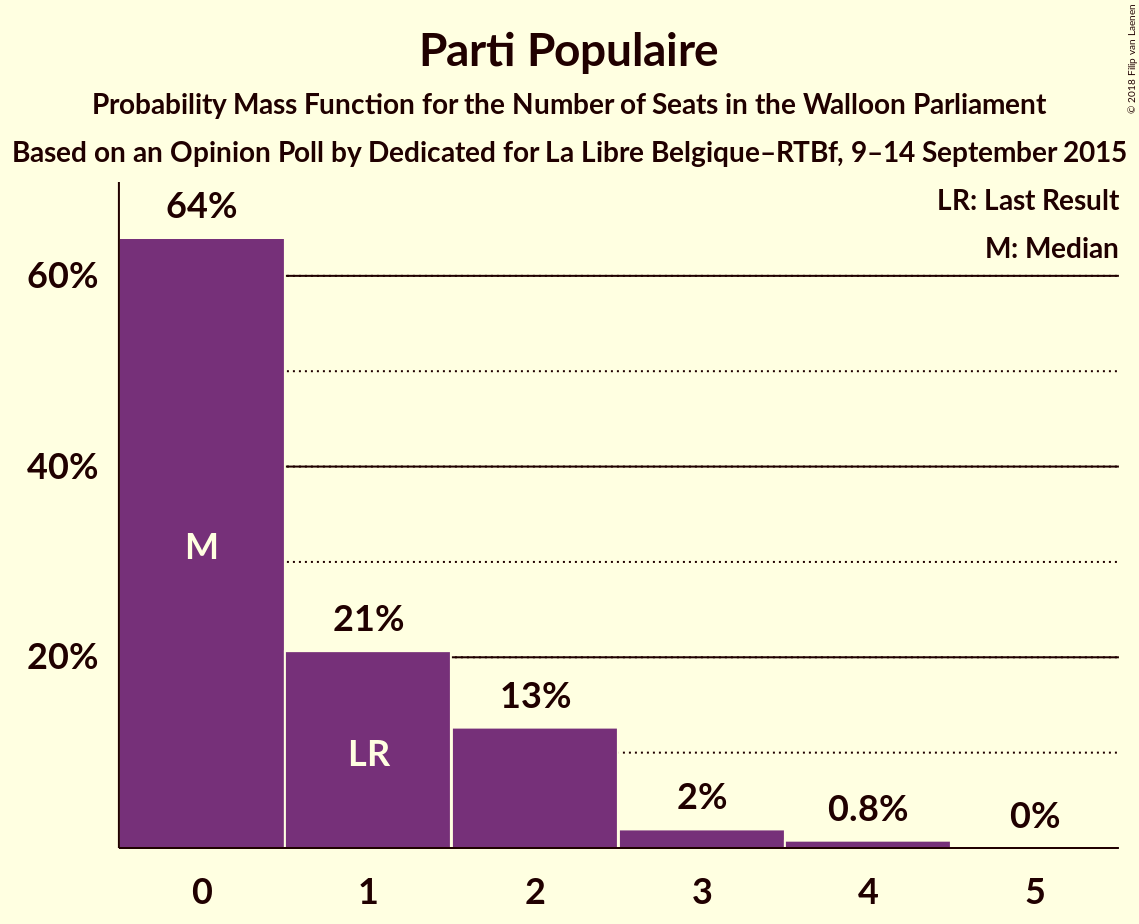 Parti Populaire
Probability Mass Function for the Number of Seats in the Walloon Parliament
Based on an Opinion Poll by Dedicated for La Libre Belgique–RTBf, 9–14 September 2015
© 2018 Filip van Laenen
LR: Last Result
M: Median
64%
60%
40%
20%
M
21%
LR
13%
2%
0.8%
0%
0 1 2 3 4 5